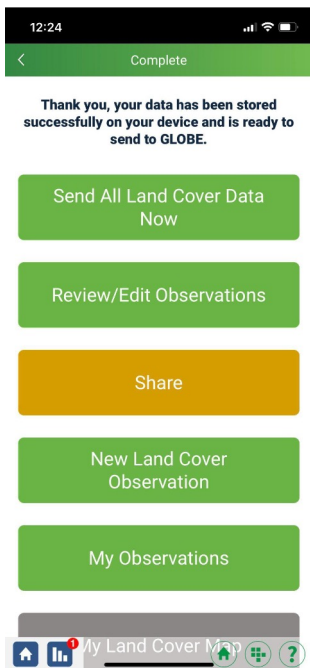 12:24
Complete
Thank you, your data has been stored
successfully on your device and is ready to
send to GLOBE.
Send All Land Cover Data
Now
Review/Edit Observations
Share
New Land Cover
Observation
My Observations
My Land Cover Map
1
?